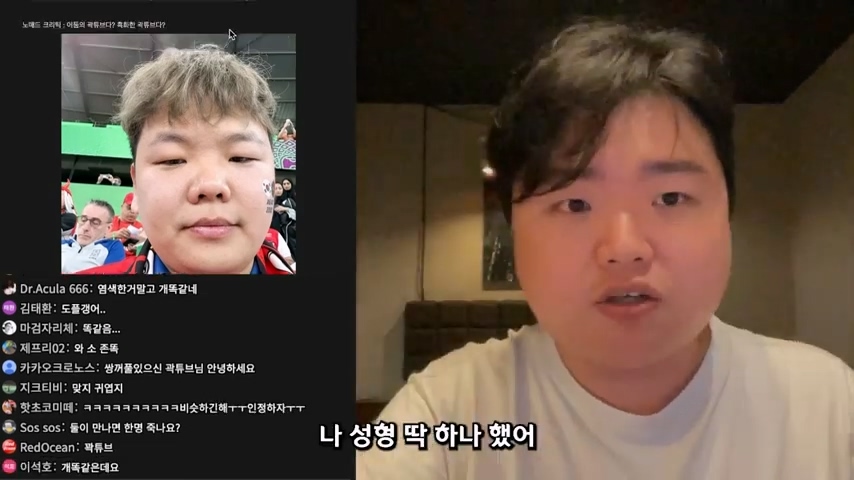 노매드 크리틱 : 어둠의 곽튜브다? 흑화한 곽튜브다?
Dr.Acula 666: 염색한거말고 개똑같네
김태환: 도플갱어..
마검자리체: 똑같음...
제프리02: 와 소 존똑
카카오크로노스: 쌍꺼풀있으신 곽튜브님 안녕하세요
지크티비: 맞지 귀엽지
핫초코미떼: ㅋㅋㅋㅋㅋㅋㅋㅋㅋㅋ비슷하긴해ㅜㅜ인정하자ㅜㅜ
Sos sos: 둘이 만나면 한명 죽나요?
RedOcean: 곽튜브
이석호: 개똑같은데요
나 성형 딱 하나 했어